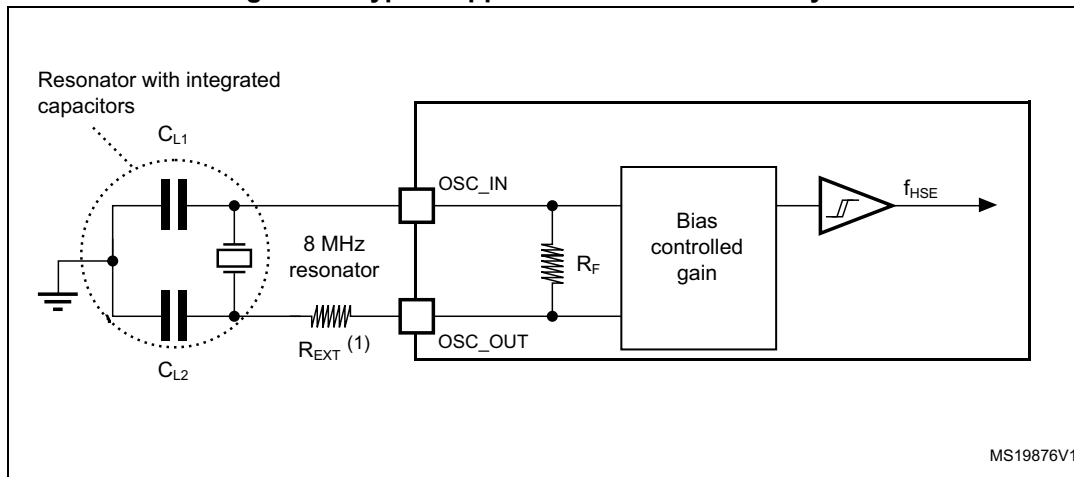 Resonator with integrated
capacitors
CL1
OSC_IN
fHSE
8 MHz
resonator
RF
Bias
controlled
gain
REXT (1)
OSC_OUT
CL2
MS19876V1